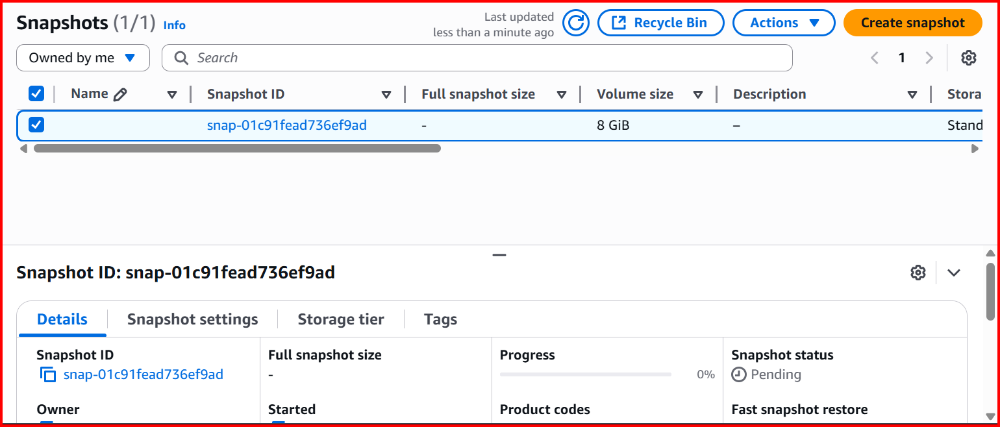 Snapshots (1/1) Info
Last updated
less than a minute ago
Recycle Bin
Actions
Create snapshot
Owned by me
Search
1
Name
Snapshot ID
Full snapshot size
Volume size
Description
Stora
snap-01c91fead736ef9ad
-
8 GiB
–
Stand
Snapshot ID: snap-01c91fead736ef9ad
Details
Snapshot settings
Storage tier
Tags
Snapshot ID
snap-01c91fead736ef9ad
Full snapshot size
-
Progress
0%
Snapshot status
Pending
Owner
Started
Product codes
Fast snapshot restore